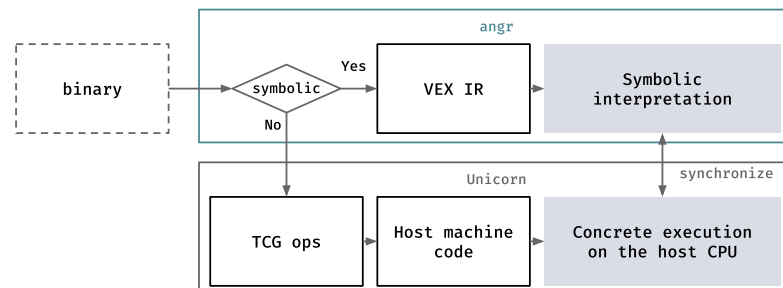 angr
binary
symbolic
Yes
No
VEX IR
Symbolic
interpretation
synchronize
Unicorn
TCG ops
Host machine
code
Concrete execution
on the host CPU